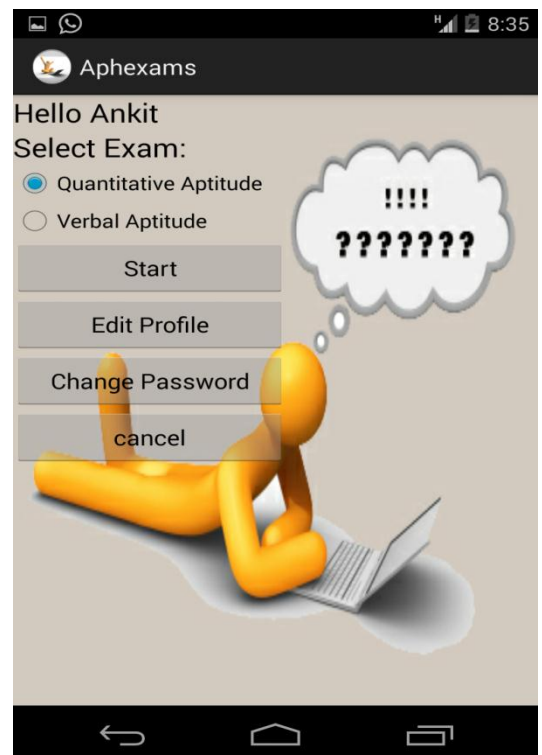 H 8:35
Aphexams
Hello Ankit
Select Exam:
Quantitative Aptitude
Verbal Aptitude
!!!!
???????
Start
Edit Profile
Change Password
cancel